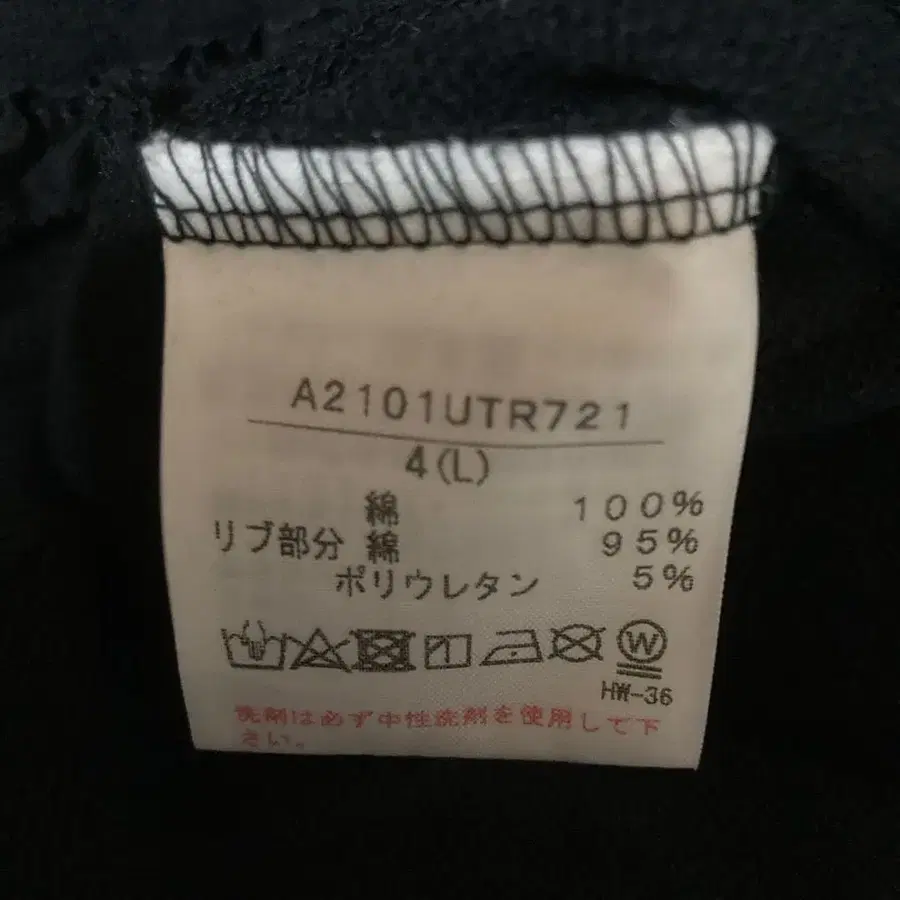 A2101UTR721
4(L)
綿 100%
リブ部分 綿 95%
ポリウレタン 5%
W
HW-36
洗剤は必ず中性洗剤を使用して下
さい。